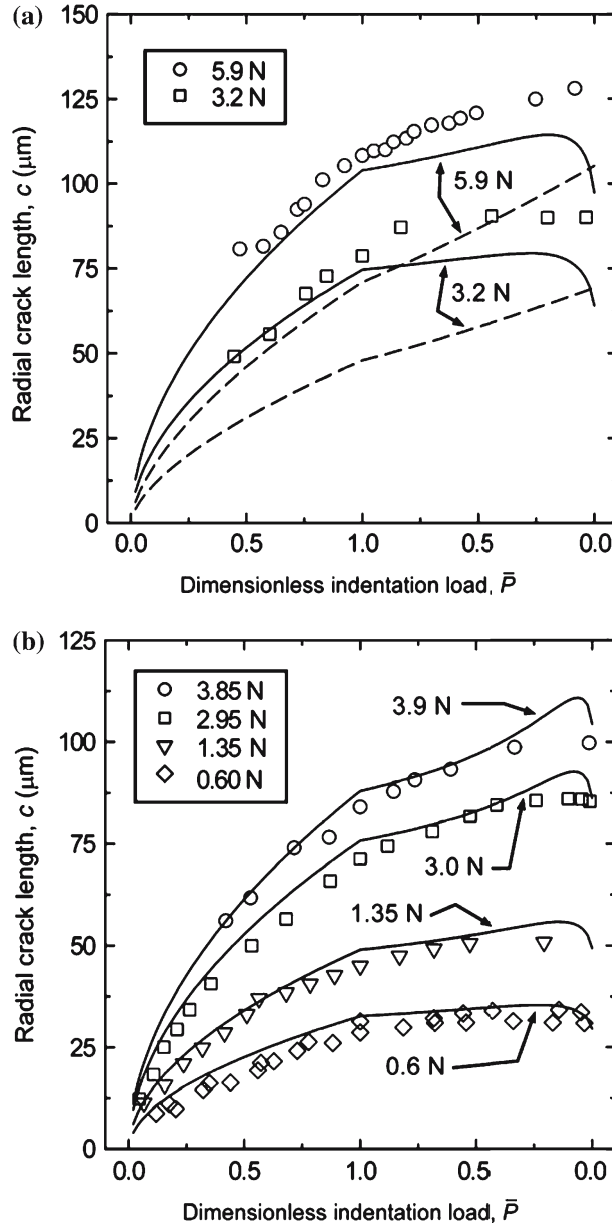 (a)
150
125
100
75
50
25
0
5.9 N
3.2 N
5.9 N
3.2 N
0.0
0.5
1.0
0.5
0.0
Radial crack length, c (μm)
Dimensionless indentation load, P̄
(b)
125
100
75
50
25
0
3.85 N
2.95 N
1.35 N
0.60 N
3.9 N
3.0 N
1.35 N
0.6 N
0.0
0.5
1.0
0.5
0.0
Radial crack length, c (μm)
Dimensionless indentation load, P̄